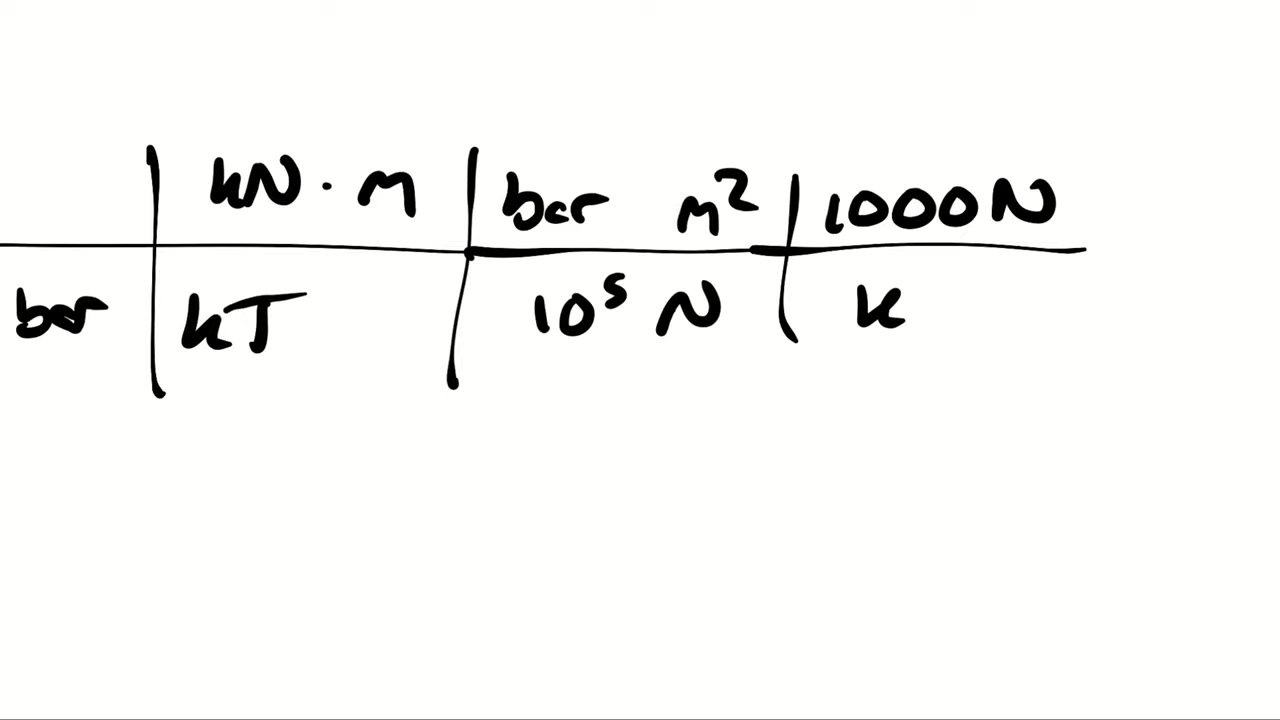 kN · m | bar m² | 1000 N
bar | kJ | 10⁵ N | k